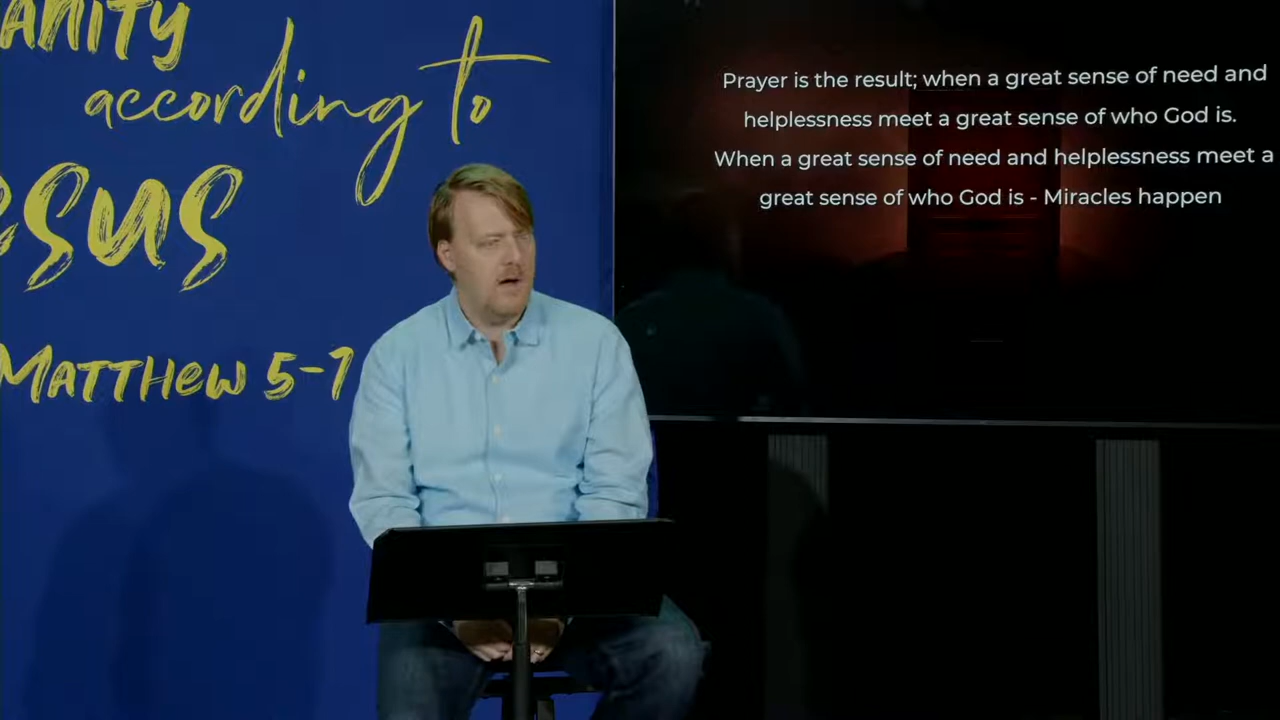 anity
according to
sus
Matthew 5-7
Prayer is the result; when a great sense of need and
helplessness meet a great sense of who God is.
When a great sense of need and helplessness meet a
great sense of who God is - Miracles happen